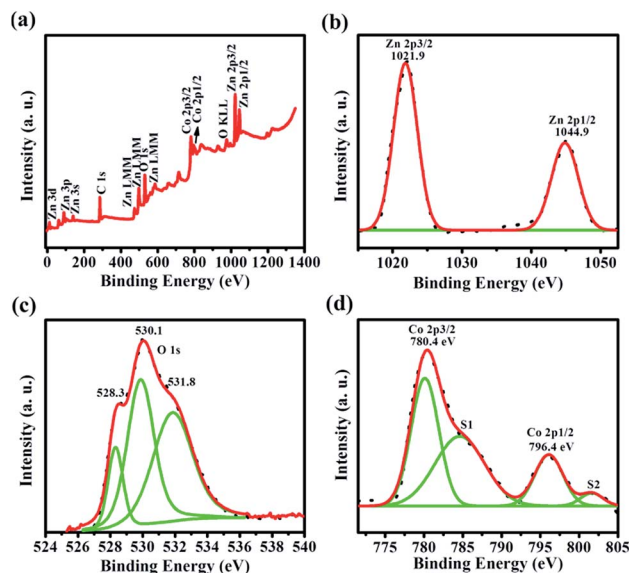 (a)
Intensity (a. u.)
Zn 3d
Zn 3p
Zn 3s
C 1s
Zn LMM
Zn LMM
O 1s
Zn LMM
Co 2p3/2
Co 2p1/2
O KLL
Zn 2p3/2
Zn 2p1/2
0 200 400 600 800 1000 1200 1400
Binding Energy (eV)
(b)
Intensity (a. u.)
Zn 2p3/2
1021.9
Zn 2p1/2
1044.9
1020 1030 1040 1050
Binding Energy (eV)
(c)
Intensity (a. u.)
530.1
O 1s
528.3
531.8
524 526 528 530 532 534 536 538 540
Binding Energy (eV)
(d)
Intensity (a. u.)
Co 2p3/2
780.4 eV
S1
Co 2p1/2
796.4 eV
S2
775 780 785 790 795 800 805
Binding Energy (eV)